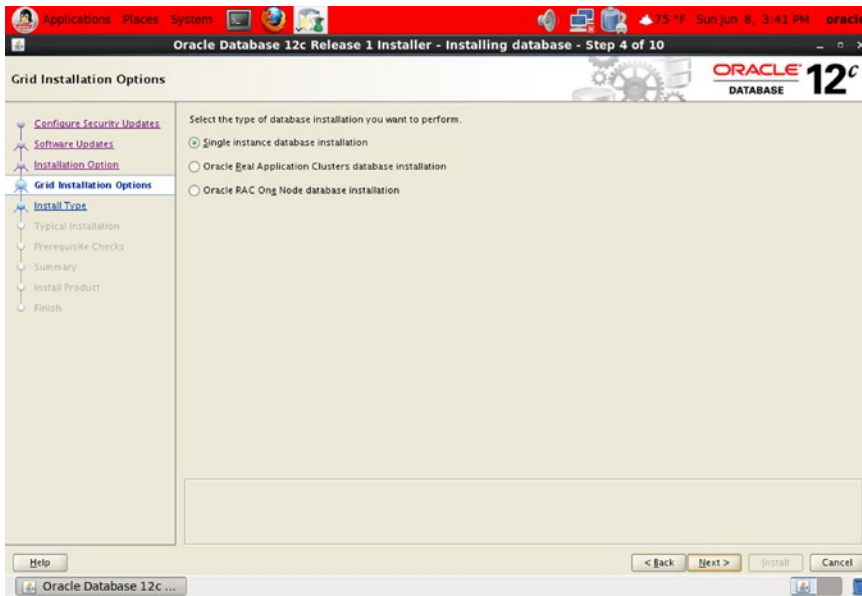 Applications Places System
75 °F Sun Jun 8, 3:41 PM oracle
Oracle Database 12c Release 1 Installer - Installing database - Step 4 of 10
Grid Installation Options
ORACLE
DATABASE
12c
Configure Security Updates
Software Updates
Installation Option
Grid Installation Options
Install Type
Typical Installation
Prerequisite Checks
Summary
Install Product
Finish
Select the type of database installation you want to perform.
Single instance database installation
Oracle Real Application Clusters database installation
Oracle RAC One Node database installation
Help
< Back Next > Install Cancel
Oracle Database 12c ...